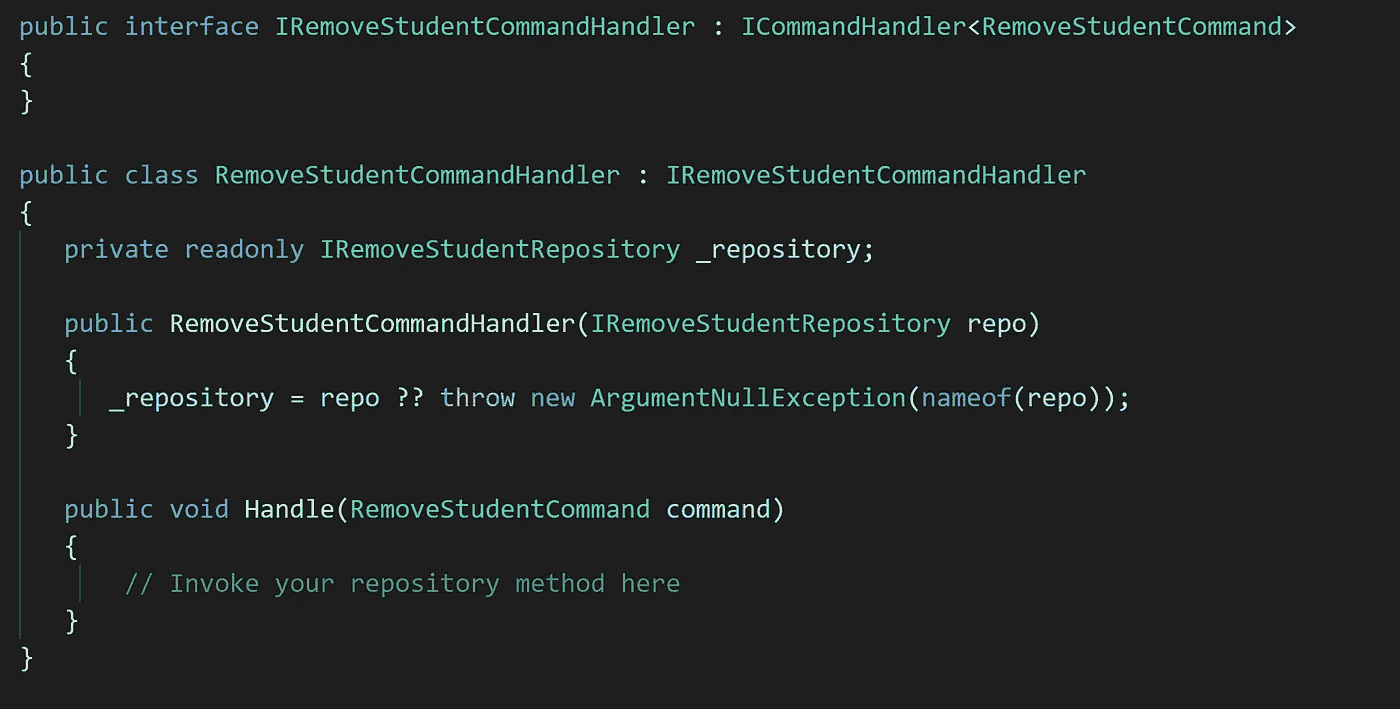 public interface IRemoveStudentCommandHandler : ICommandHandler<RemoveStudentCommand>
{
}
public class RemoveStudentCommandHandler : IRemoveStudentCommandHandler
{
private readonly IRemoveStudentRepository _repository;
public RemoveStudentCommandHandler(IRemoveStudentRepository repo)
{
_repository = repo ?? throw new ArgumentNullException(nameof(repo));
}
public void Handle(RemoveStudentCommand command)
{
// Invoke your repository method here
}
}